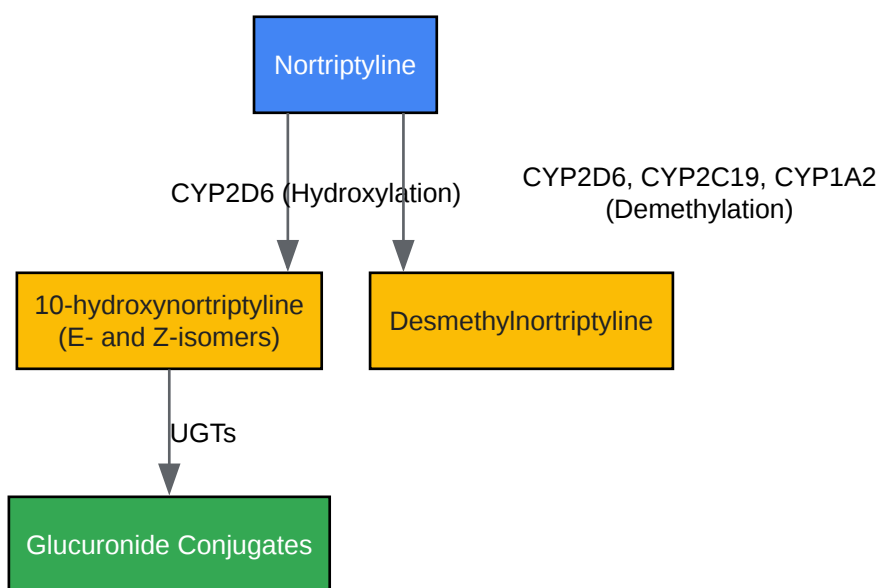 Nortriptyline
CYP2D6 (Hydroxylation)
CYP2D6, CYP2C19, CYP1A2
(Demethylation)
10-hydroxynortriptyline
(E- and Z-isomers)
Desmethylnortriptyline
UGTs
Glucuronide Conjugates